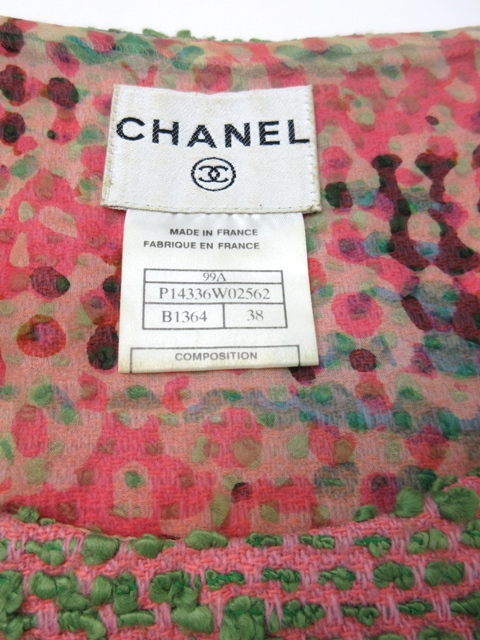 CHANEL
MADE IN FRANCE
FABRIQUE EN FRANCE
99A
P14336W02562
B1364 38
COMPOSITION